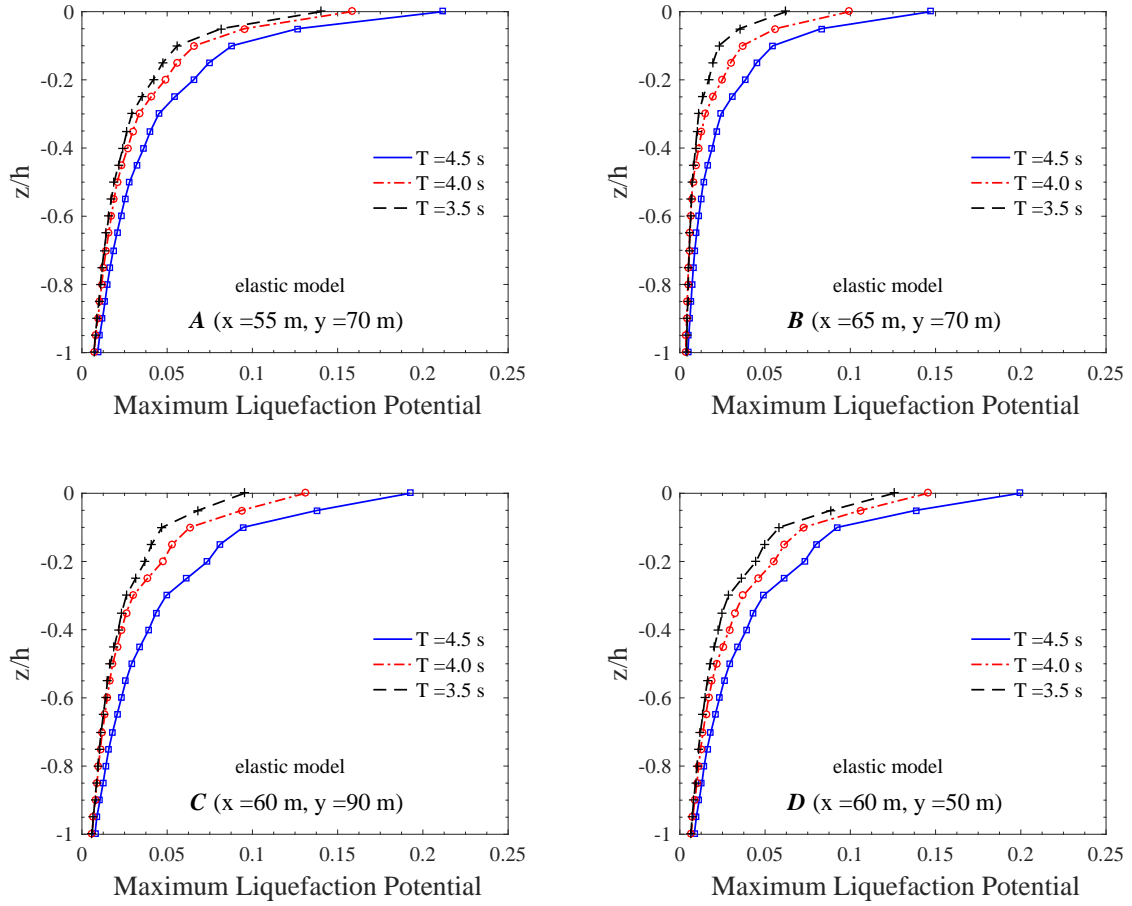 0
-0.2
-0.4
-0.6
-0.8
-1
z/h
T =4.5 s
T =4.0 s
T =3.5 s
elastic model
A (x =55 m, y =70 m)
0 0.05 0.1 0.15 0.2 0.25
Maximum Liquefaction Potential
0
-0.2
-0.4
-0.6
-0.8
-1
z/h
T =4.5 s
T =4.0 s
T =3.5 s
elastic model
B (x =65 m, y =70 m)
0 0.05 0.1 0.15 0.2 0.25
Maximum Liquefaction Potential
0
-0.2
-0.4
-0.6
-0.8
-1
z/h
T =4.5 s
T =4.0 s
T =3.5 s
elastic model
C (x =60 m, y =90 m)
0 0.05 0.1 0.15 0.2 0.25
Maximum Liquefaction Potential
0
-0.2
-0.4
-0.6
-0.8
-1
z/h
T =4.5 s
T =4.0 s
T =3.5 s
elastic model
D (x =60 m, y =50 m)
0 0.05 0.1 0.15 0.2 0.25
Maximum Liquefaction Potential